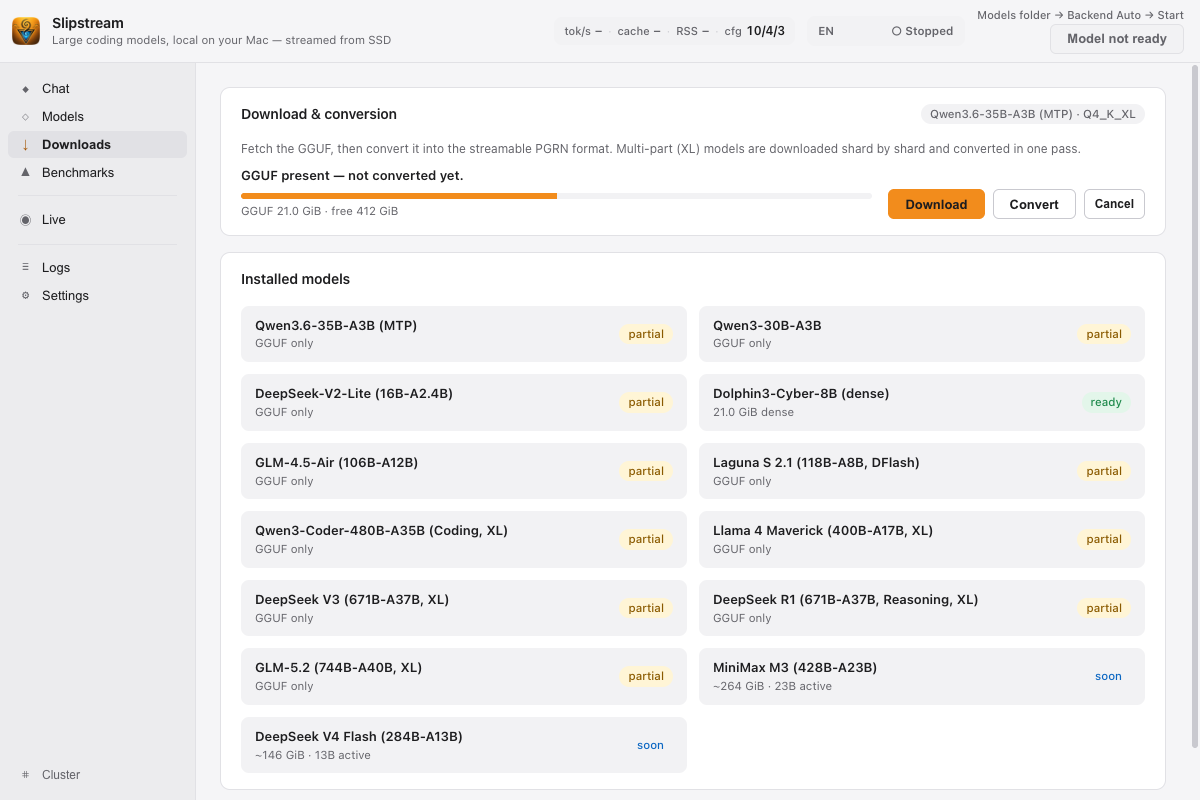 Slipstream
Large coding models, local on your Mac — streamed from SSD
tok/s – · cache – · RSS – · cfg 10/4/3
EN
Stopped
Models folder → Backend Auto → Start
Model not ready
Chat
Models
Downloads
Benchmarks
Live
Logs
Settings
Cluster
Download & conversion
Qwen3.6-35B-A3B (MTP) · Q4_K_XL
Fetch the GGUF, then convert it into the streamable PGRN format. Multi-part (XL) models are downloaded shard by shard and converted in one pass.
GGUF present — not converted yet.
GGUF 21.0 GiB · free 412 GiB
Download
Convert
Cancel
Installed models
Qwen3.6-35B-A3B (MTP)
GGUF only
partial
Qwen3-30B-A3B
GGUF only
partial
DeepSeek-V2-Lite (16B-A2.4B)
GGUF only
partial
Dolphin3-Cyber-8B (dense)
21.0 GiB dense
ready
GLM-4.5-Air (106B-A12B)
GGUF only
partial
Laguna S 2.1 (118B-A8B, DFlash)
GGUF only
partial
Qwen3-Coder-480B-A35B (Coding, XL)
GGUF only
partial
Llama 4 Maverick (400B-A17B, XL)
GGUF only
partial
DeepSeek V3 (671B-A37B, XL)
GGUF only
partial
DeepSeek R1 (671B-A37B, Reasoning, XL)
GGUF only
partial
GLM-5.2 (744B-A40B, XL)
GGUF only
partial
MiniMax M3 (428B-A23B)
~264 GiB · 23B active
soon
DeepSeek V4 Flash (284B-A13B)
~146 GiB · 13B active
soon